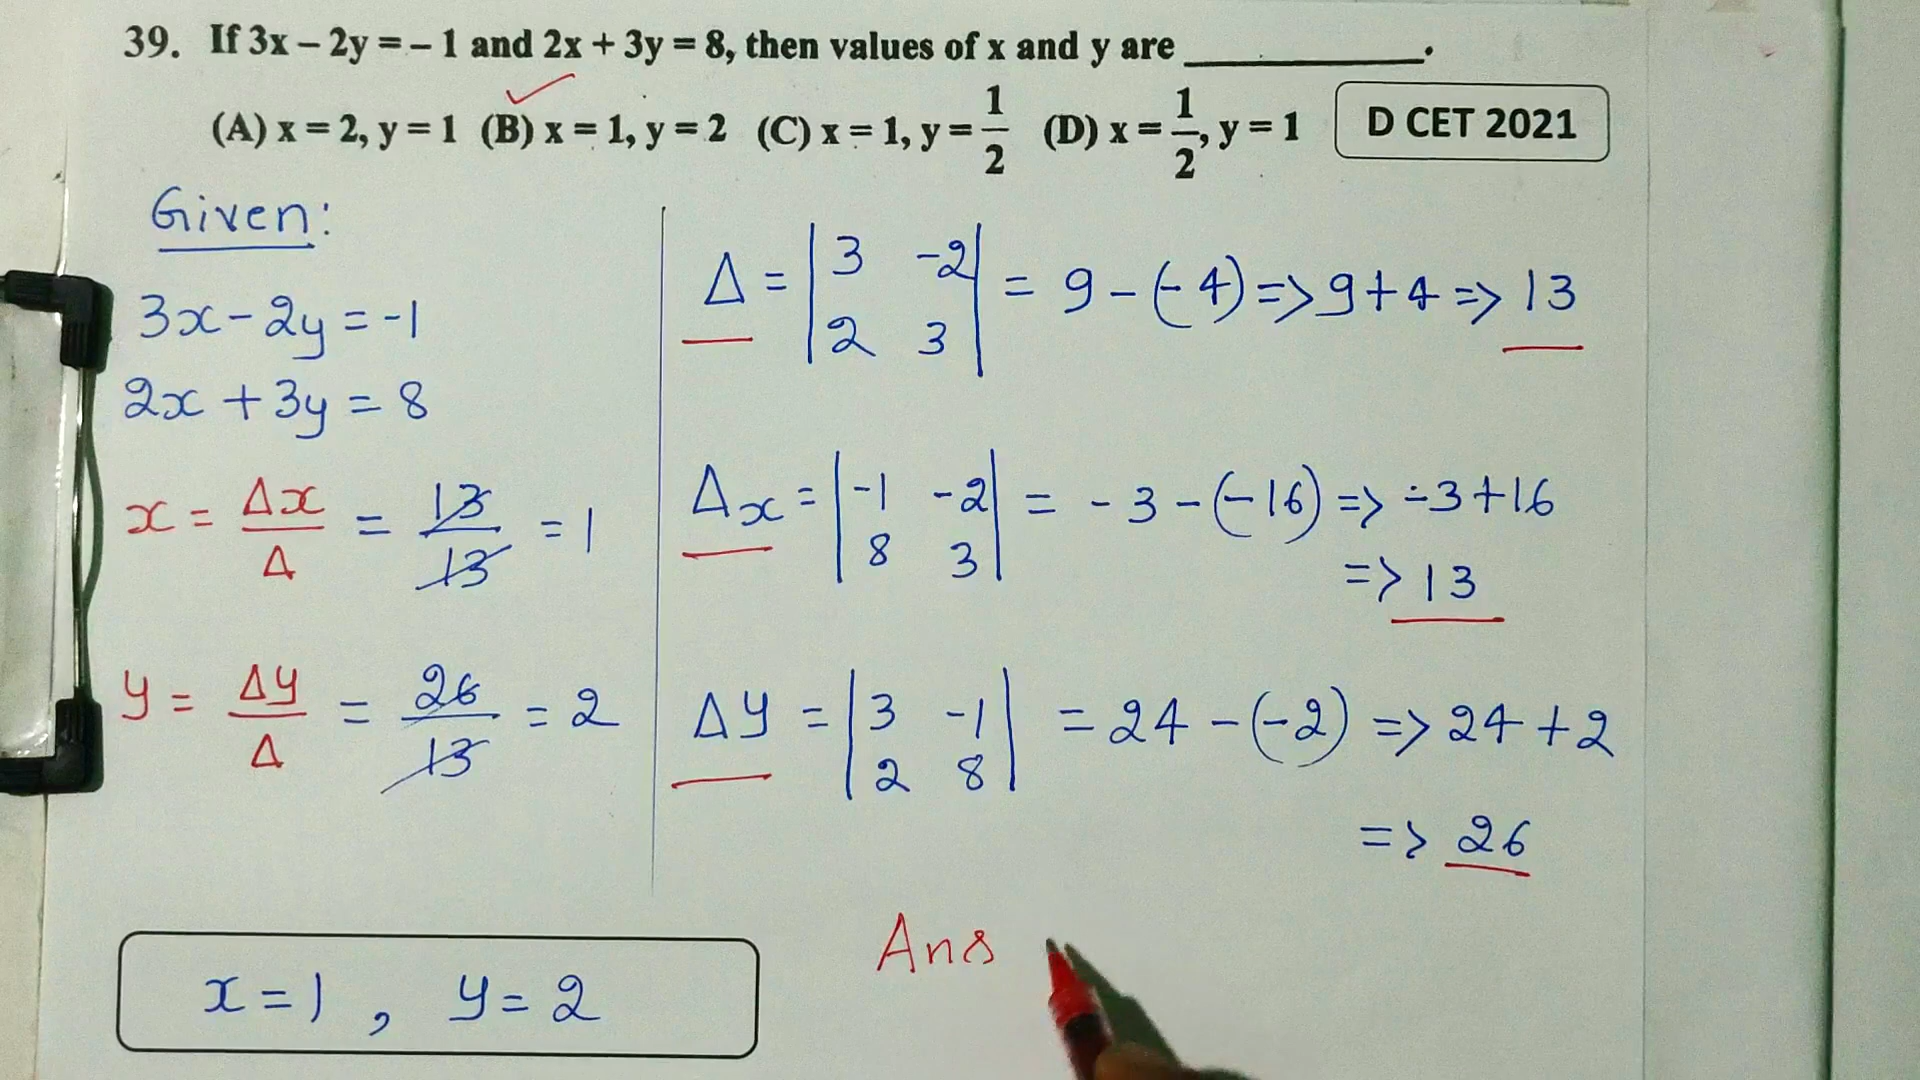 39. If 3x – 2y = – 1 and 2x + 3y = 8, then values of x and y are ____________.
(A) x = 2, y = 1 (B) x = 1, y = 2 (C) x = 1, y = 1/2 (D) x = 1/2, y = 1
D CET 2021
Given:
3x - 2y = -1
2x + 3y = 8
x = Δx/Δ = 13/13 = 1
y = Δy/Δ = 26/13 = 2
Δ = |3 -2| = 9 - (-4) => 9 + 4 => 13
|2 3|
Δx = |-1 -2| = -3 - (-16) => -3 + 16
|8 3|
=> 13
Δy = |3 -1| = 24 - (-2) => 24 + 2
|2 8|
=> 26
x = 1 , y = 2
Ans